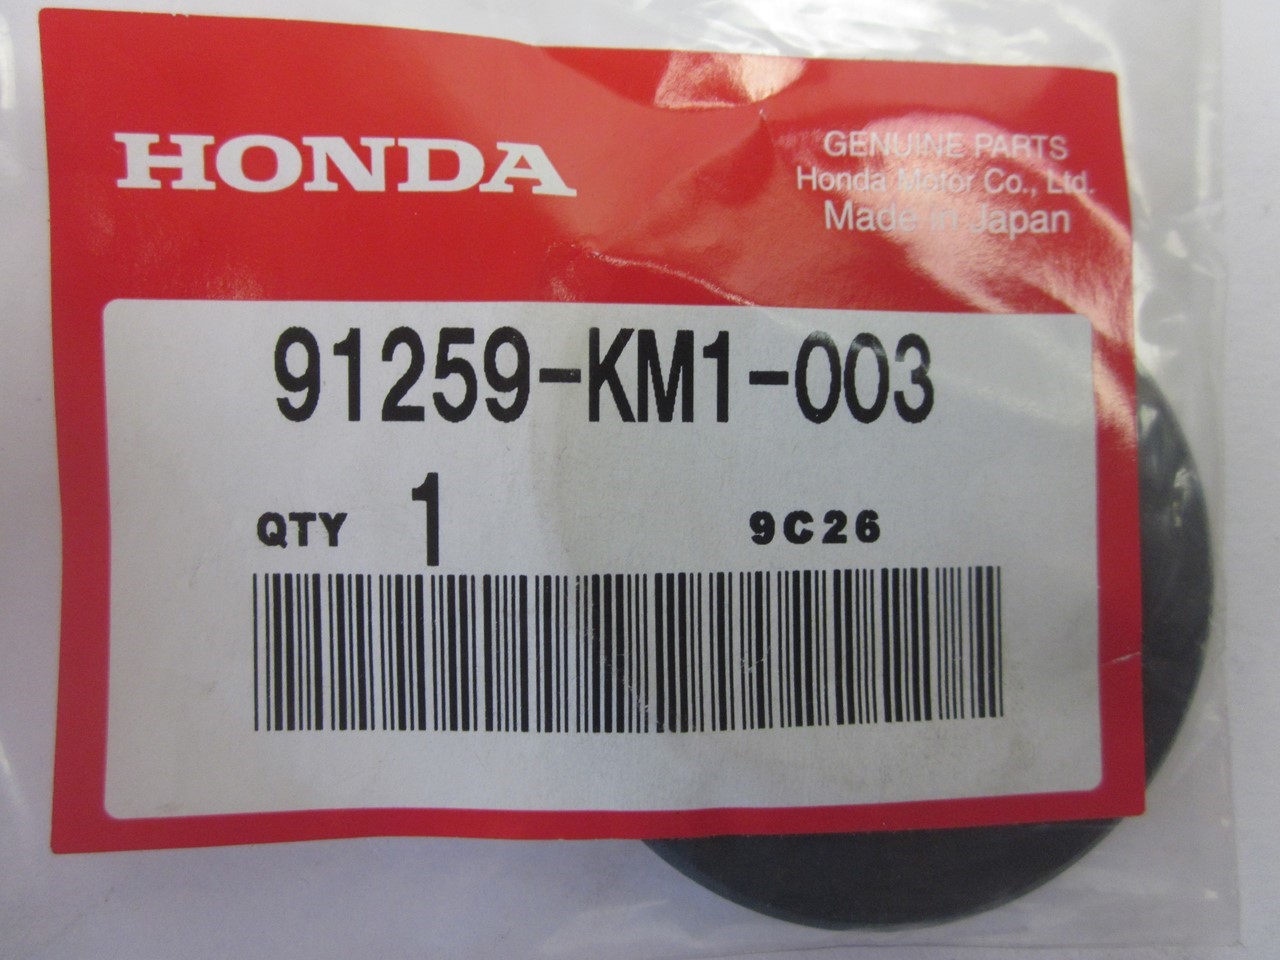 HONDA
GENUINE PARTS
Honda Motor Co., Ltd.
Made in Japan
91259-KM1-003
QTY 1 9C26